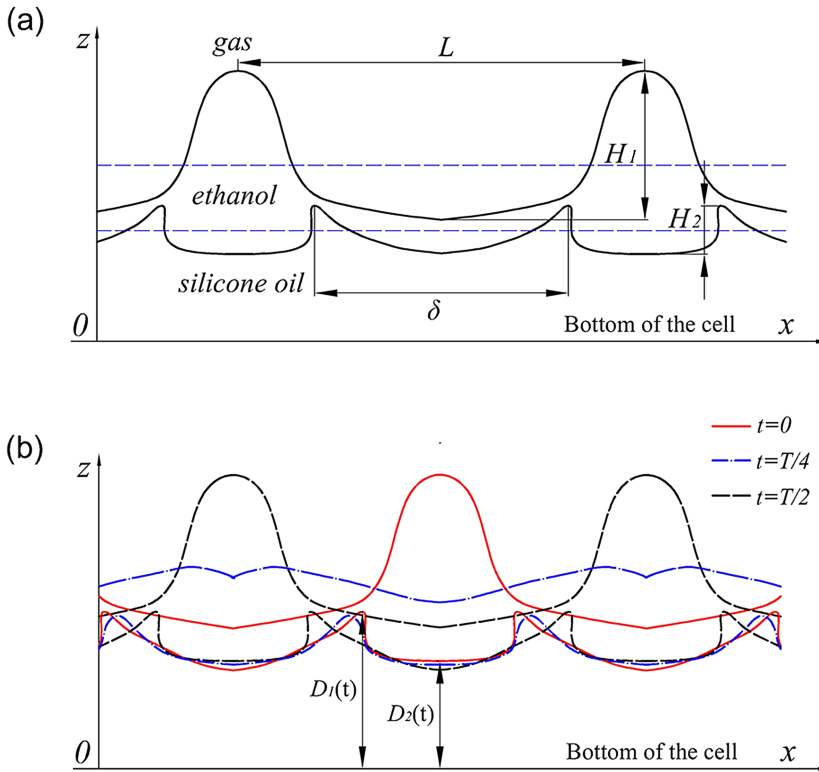 (a)
z
gas
L
H1
ethanol
H2
silicone oil
δ
0
Bottom of the cell
x
(b)
z
t=0
t=T/4
t=T/2
D1(t)
D2(t)
0
Bottom of the cell
x